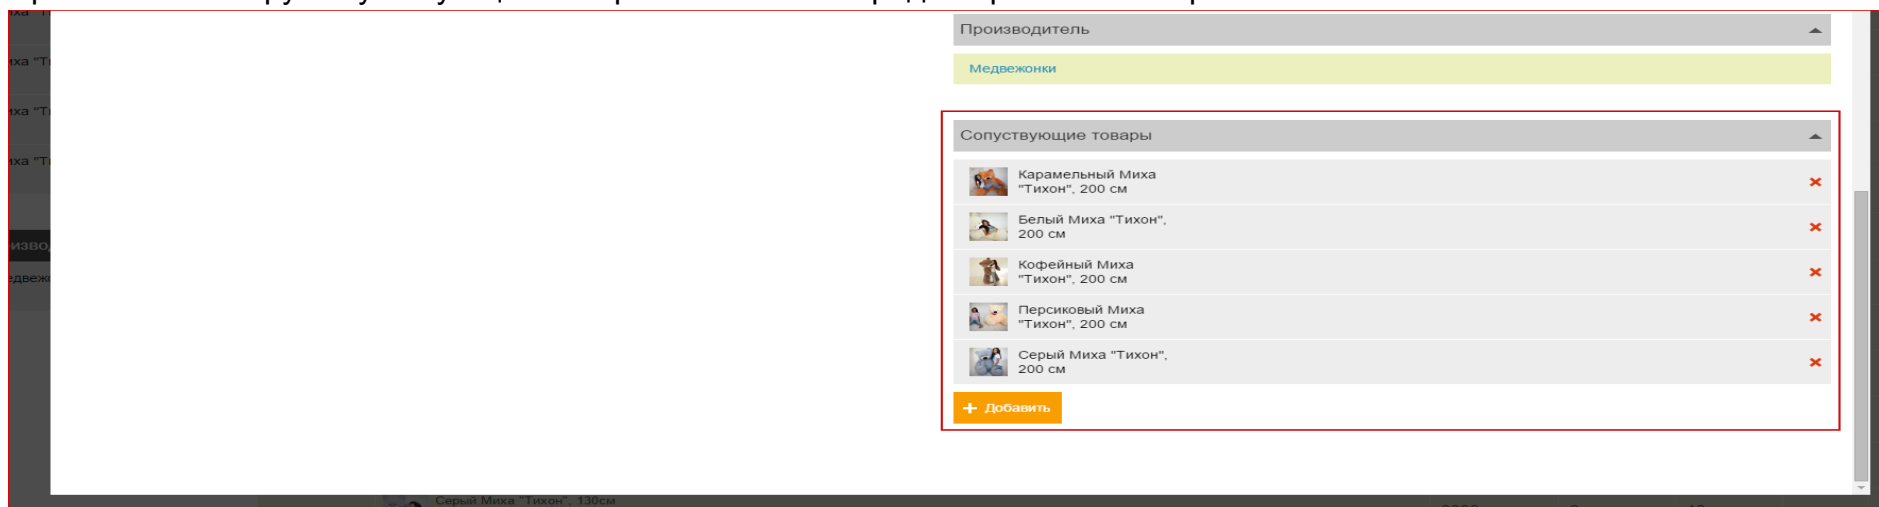 Производитель
Медвежонки
Сопуствующие товары
Карамельный Миха
"Тихон", 200 см
Белый Миха "Тихон",
200 см
Кофейный Миха
"Тихон", 200 см
Персиковый Миха
"Тихон", 200 см
Серый Миха "Тихон",
200 см
+ Добавить
Серый Миха "Тихон", 130см